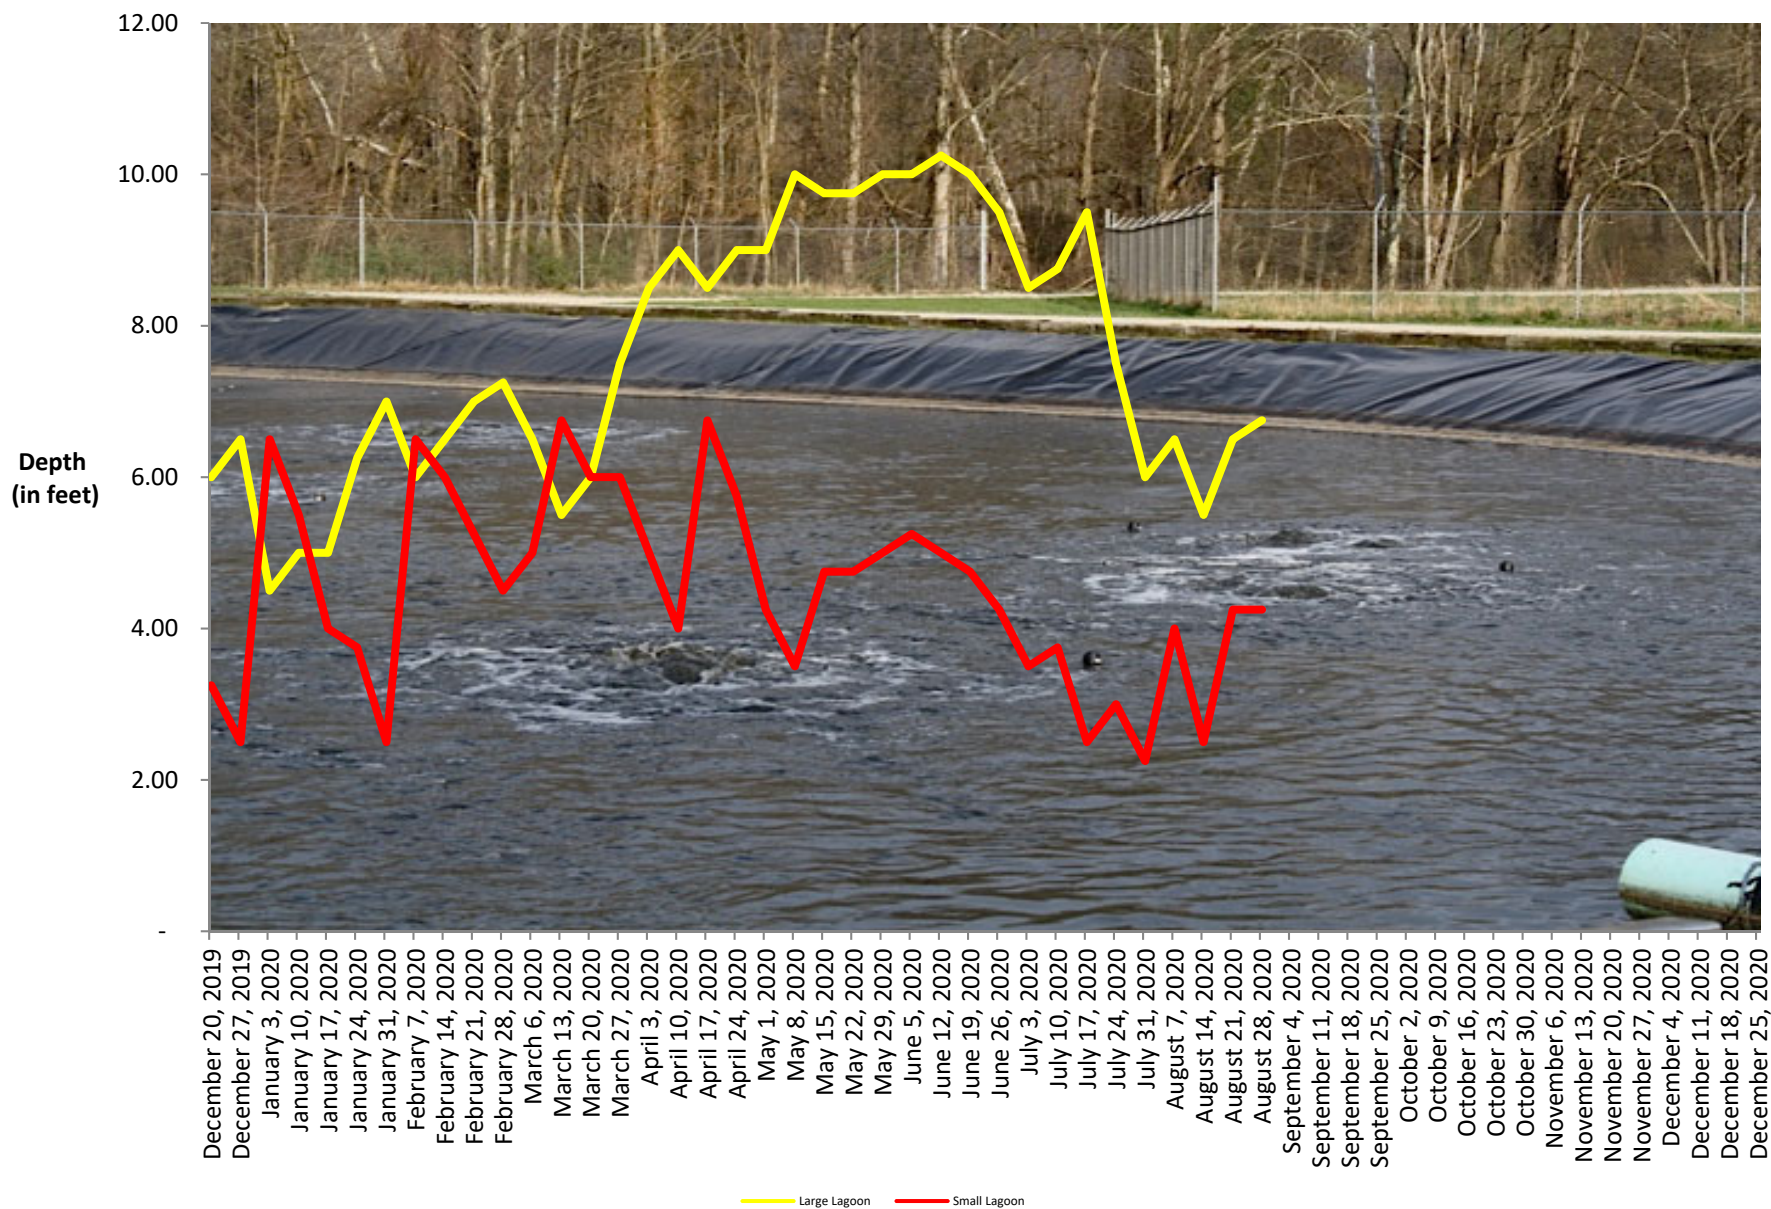 12.00
10.00
8.00
6.00
4.00
2.00
-
Depth
(in feet)
December 20, 2019
December 27, 2019
January 3, 2020
January 10, 2020
January 17, 2020
January 24, 2020
January 31, 2020
February 7, 2020
February 14, 2020
February 21, 2020
February 28, 2020
March 6, 2020
March 13, 2020
March 20, 2020
March 27, 2020
April 3, 2020
April 10, 2020
April 17, 2020
April 24, 2020
May 1, 2020
May 8, 2020
May 15, 2020
May 22, 2020
May 29, 2020
June 5, 2020
June 12, 2020
June 19, 2020
June 26, 2020
July 3, 2020
July 10, 2020
July 17, 2020
July 24, 2020
July 31, 2020
August 7, 2020
August 14, 2020
August 21, 2020
August 28, 2020
September 4, 2020
September 11, 2020
September 18, 2020
September 25, 2020
October 2, 2020
October 9, 2020
October 16, 2020
October 23, 2020
October 30, 2020
November 6, 2020
November 13, 2020
November 20, 2020
November 27, 2020
December 4, 2020
December 11, 2020
December 18, 2020
December 25, 2020
Large Lagoon
Small Lagoon